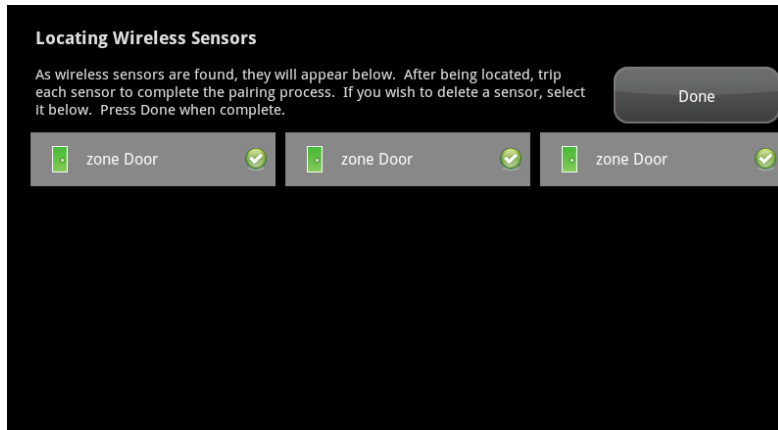 Locating Wireless Sensors
As wireless sensors are found, they will appear below. After being located, trip
each sensor to complete the pairing process. If you wish to delete a sensor, select
it below. Press Done when complete.
Done
zone Door
zone Door
zone Door